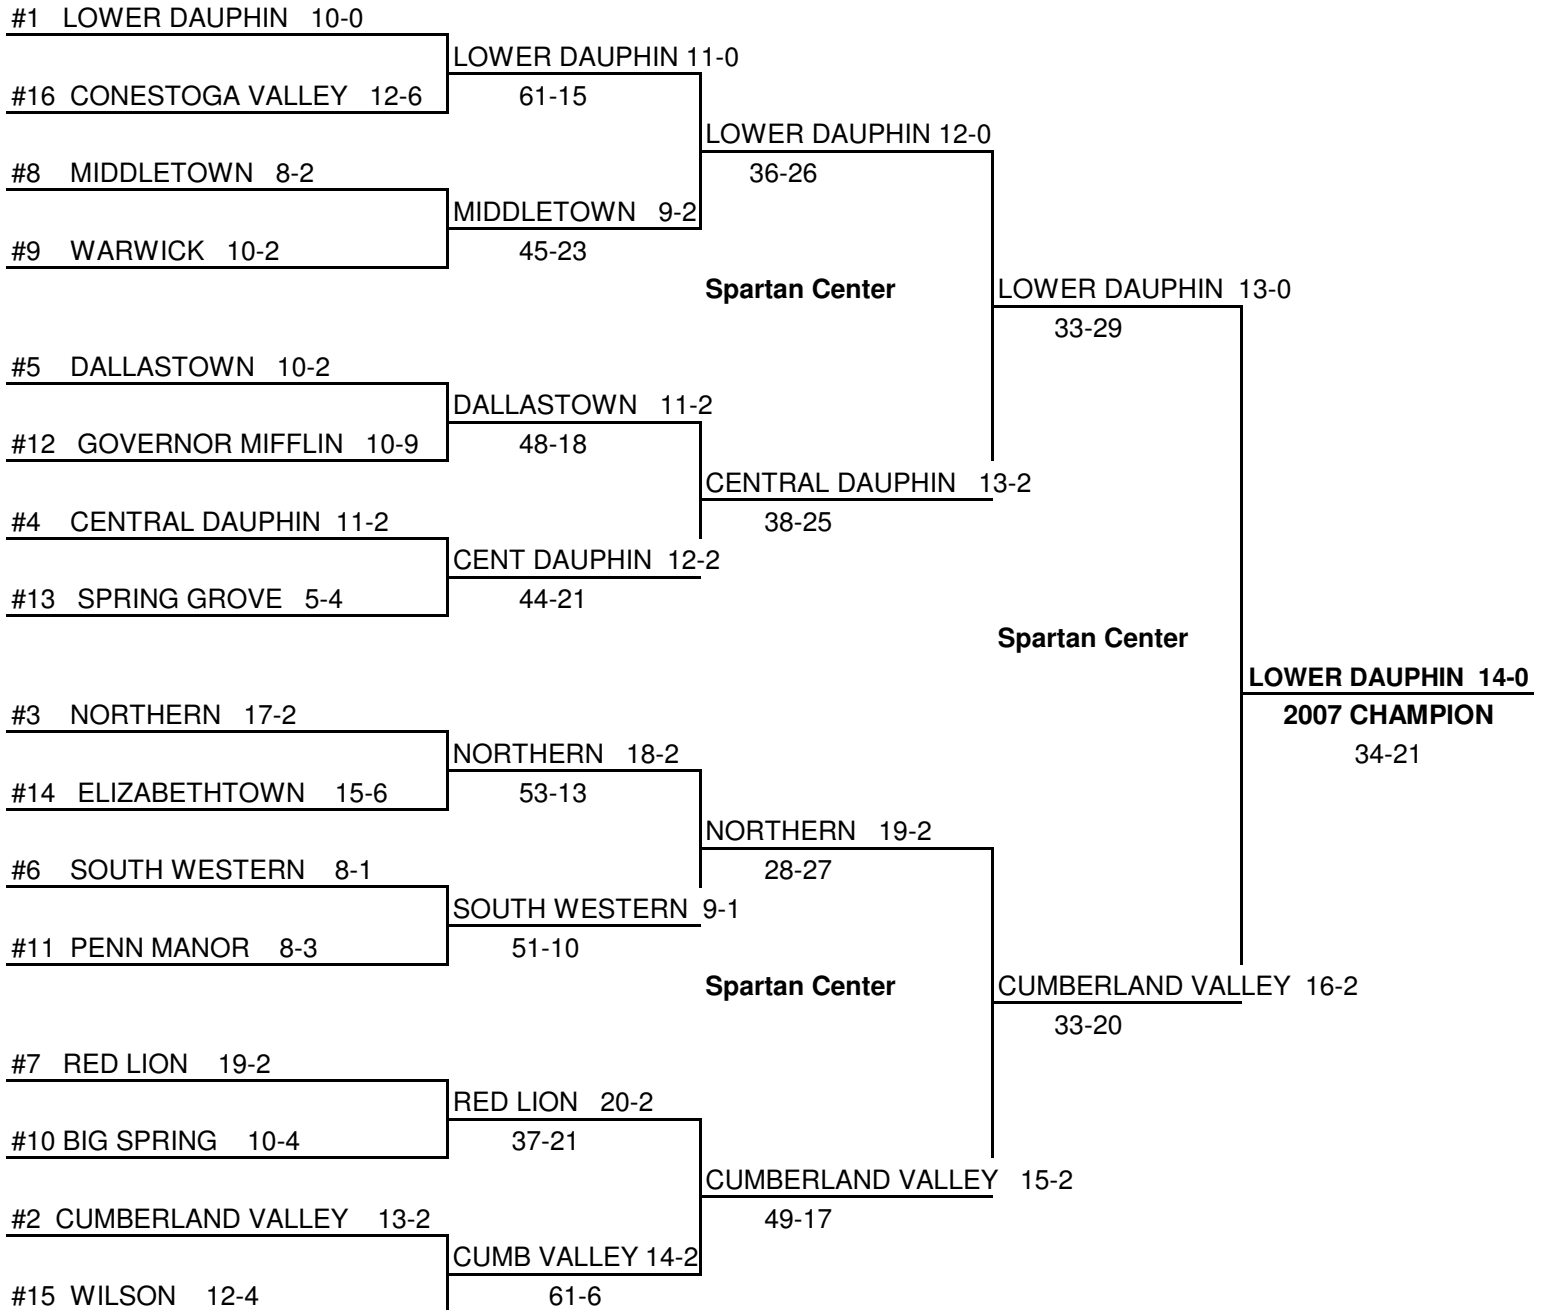 #1 LOWER DAUPHIN 10-0
LOWER DAUPHIN 11-0
#16 CONESTOGA VALLEY 12-6
61-15
LOWER DAUPHIN 12-0
#8 MIDDLETOWN 8-2
36-26
MIDDLETOWN 9-2
#9 WARWICK 10-2
45-23
Spartan Center
LOWER DAUPHIN 13-0
33-29
#5 DALLASTOWN 10-2
DALLASTOWN 11-2
#12 GOVERNOR MIFFLIN 10-9
48-18
CENTRAL DAUPHIN 13-2
#4 CENTRAL DAUPHIN 11-2
38-25
CENT DAUPHIN 12-2
#13 SPRING GROVE 5-4
44-21
Spartan Center
LOWER DAUPHIN 14-0
#3 NORTHERN 17-2
2007 CHAMPION
NORTHERN 18-2
34-21
#14 ELIZABETHTOWN 15-6
53-13
NORTHERN 19-2
#6 SOUTH WESTERN 8-1
28-27
SOUTH WESTERN 9-1
#11 PENN MANOR 8-3
51-10
Spartan Center
CUMBERLAND VALLEY 16-2
33-20
#7 RED LION 19-2
RED LION 20-2
#10 BIG SPRING 10-4
37-21
CUMBERLAND VALLEY 15-2
#2 CUMBERLAND VALLEY 13-2
49-17
CUMB VALLEY 14-2
#15 WILSON 12-4
61-6